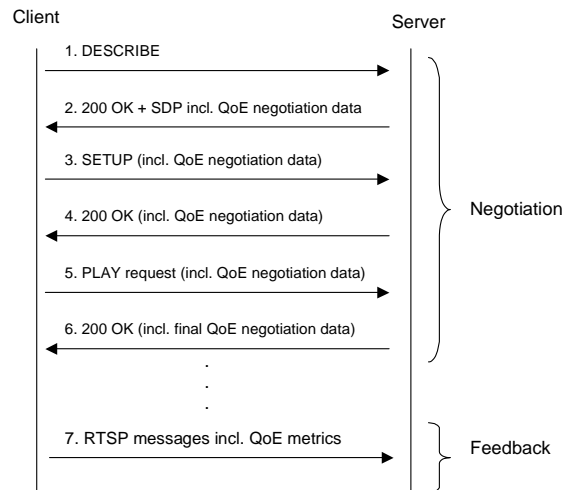 Client
Server
1. DESCRIBE
2. 200 OK + SDP incl. QoE negotiation data
3. SETUP (incl. QoE negotiation data)
4. 200 OK (incl. QoE negotiation data)
Negotiation
5. PLAY request (incl. QoE negotiation data)
6. 200 OK (incl. final QoE negotiation data)
.
.
.
7. RTSP messages incl. QoE metrics
Feedback